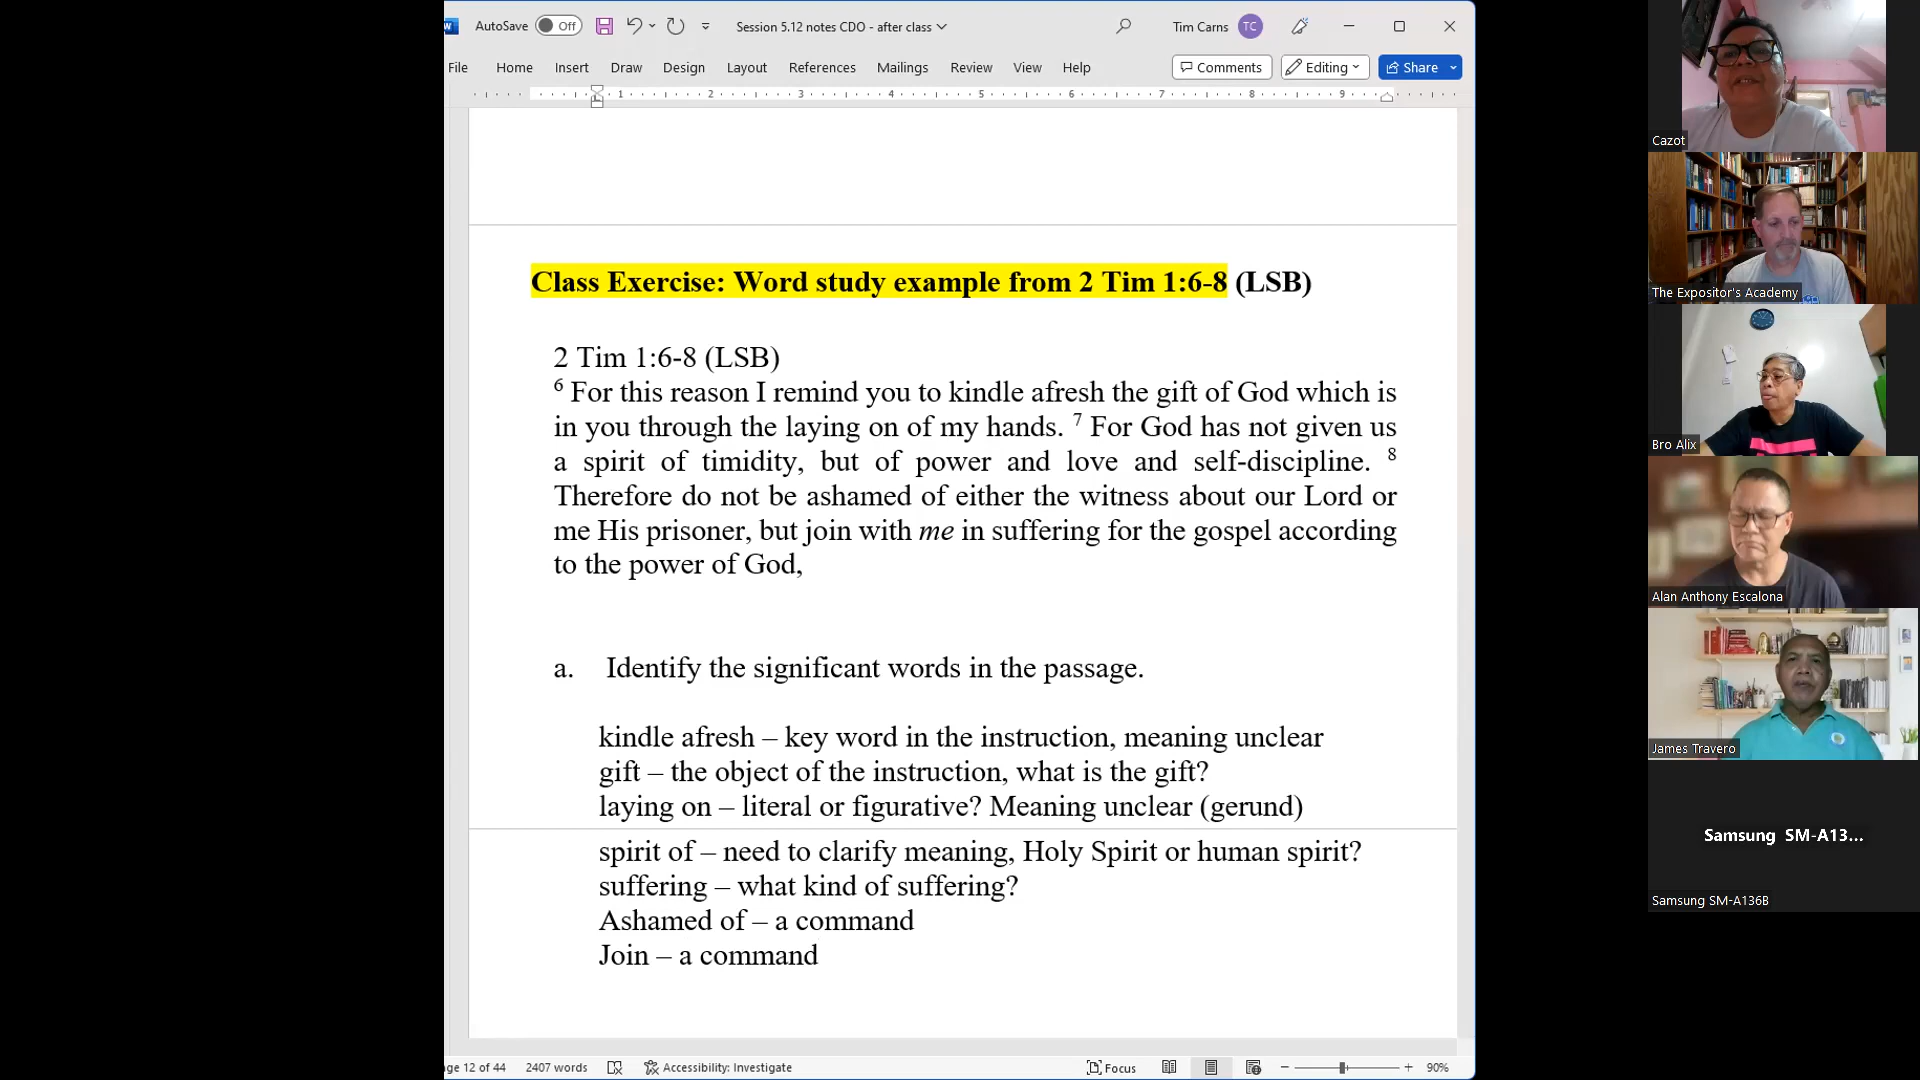 AutoSave Off Session 5.12 notes CDO - after class Tim Carns TC
File Home Insert Draw Design Layout References Mailings Review View Help Comments Editing Share
1 2 3 4 5 6 7 8 9
Class Exercise: Word study example from 2 Tim 1:6-8 (LSB)
2 Tim 1:6-8 (LSB)
6 For this reason I remind you to kindle afresh the gift of God which is
in you through the laying on of my hands. 7 For God has not given us
a spirit of timidity, but of power and love and self-discipline. 8
Therefore do not be ashamed of either the witness about our Lord or
me His prisoner, but join with me in suffering for the gospel according
to the power of God,
a. Identify the significant words in the passage.
kindle afresh – key word in the instruction, meaning unclear
gift – the object of the instruction, what is the gift?
laying on – literal or figurative? Meaning unclear (gerund)
spirit of – need to clarify meaning, Holy Spirit or human spirit?
suffering – what kind of suffering?
Ashamed of – a command
Join – a command
ge 12 of 44 2407 words Accessibility: Investigate Focus 90%
Cazot
The Expositor's Academy
Bro Alix
Alan Anthony Escalona
James Travero
Samsung SM-A13...
Samsung SM-A136B